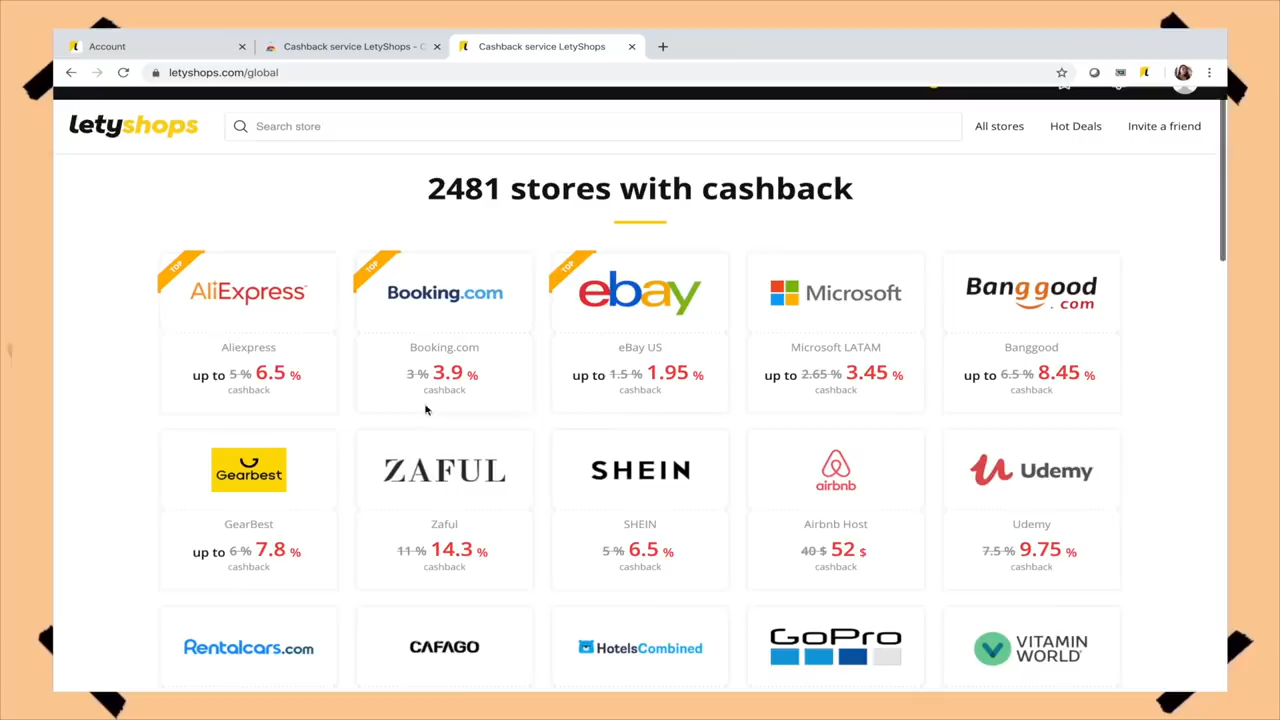 Account
Cashback service LetyShops - C
Cashback service LetyShops
letyshops.com/global
letyshops
Search store
All stores
Hot Deals
Invite a friend
2481 stores with cashback
TOP
AliExpress
Aliexpress
up to 5 % 6.5 %
cashback
TOP
Booking.com
Booking.com
3 % 3.9 %
cashback
TOP
ebay
eBay US
up to 1.5 % 1.95 %
cashback
Microsoft
Microsoft LATAM
up to 2.65 % 3.45 %
cashback
Banggood
.com
Banggood
up to 6.5 % 8.45 %
cashback
Gearbest
GearBest
up to 6 % 7.8 %
cashback
ZAFUL
Zaful
11 % 14.3 %
cashback
SHEIN
SHEIN
5 % 6.5 %
cashback
airbnb
Airbnb Host
40 $ 52 $
cashback
Udemy
Udemy
7.5 % 9.75 %
cashback
Rentalcars.com
CAFAGO
HotelsCombined
GoPro
VITAMIN
WORLD